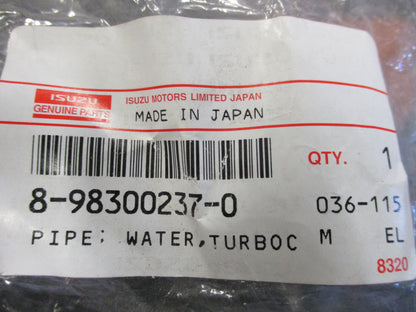 ISUZU
GENUINE PARTS
ISUZU MOTORS LIMITED JAPAN
MADE IN JAPAN
QTY. 1
8-98300237-0 036-115
PIPE; WATER,TURBOC M EL
8320